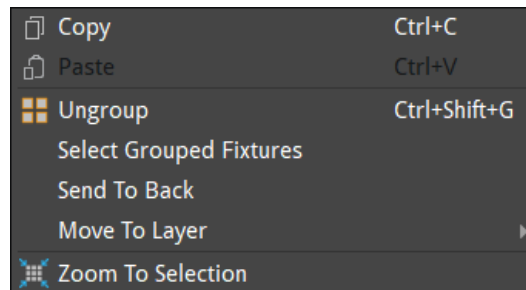 Copy Ctrl+C
Paste Ctrl+V
Ungroup Ctrl+Shift+G
Select Grouped Fixtures
Send To Back
Move To Layer
Zoom To Selection